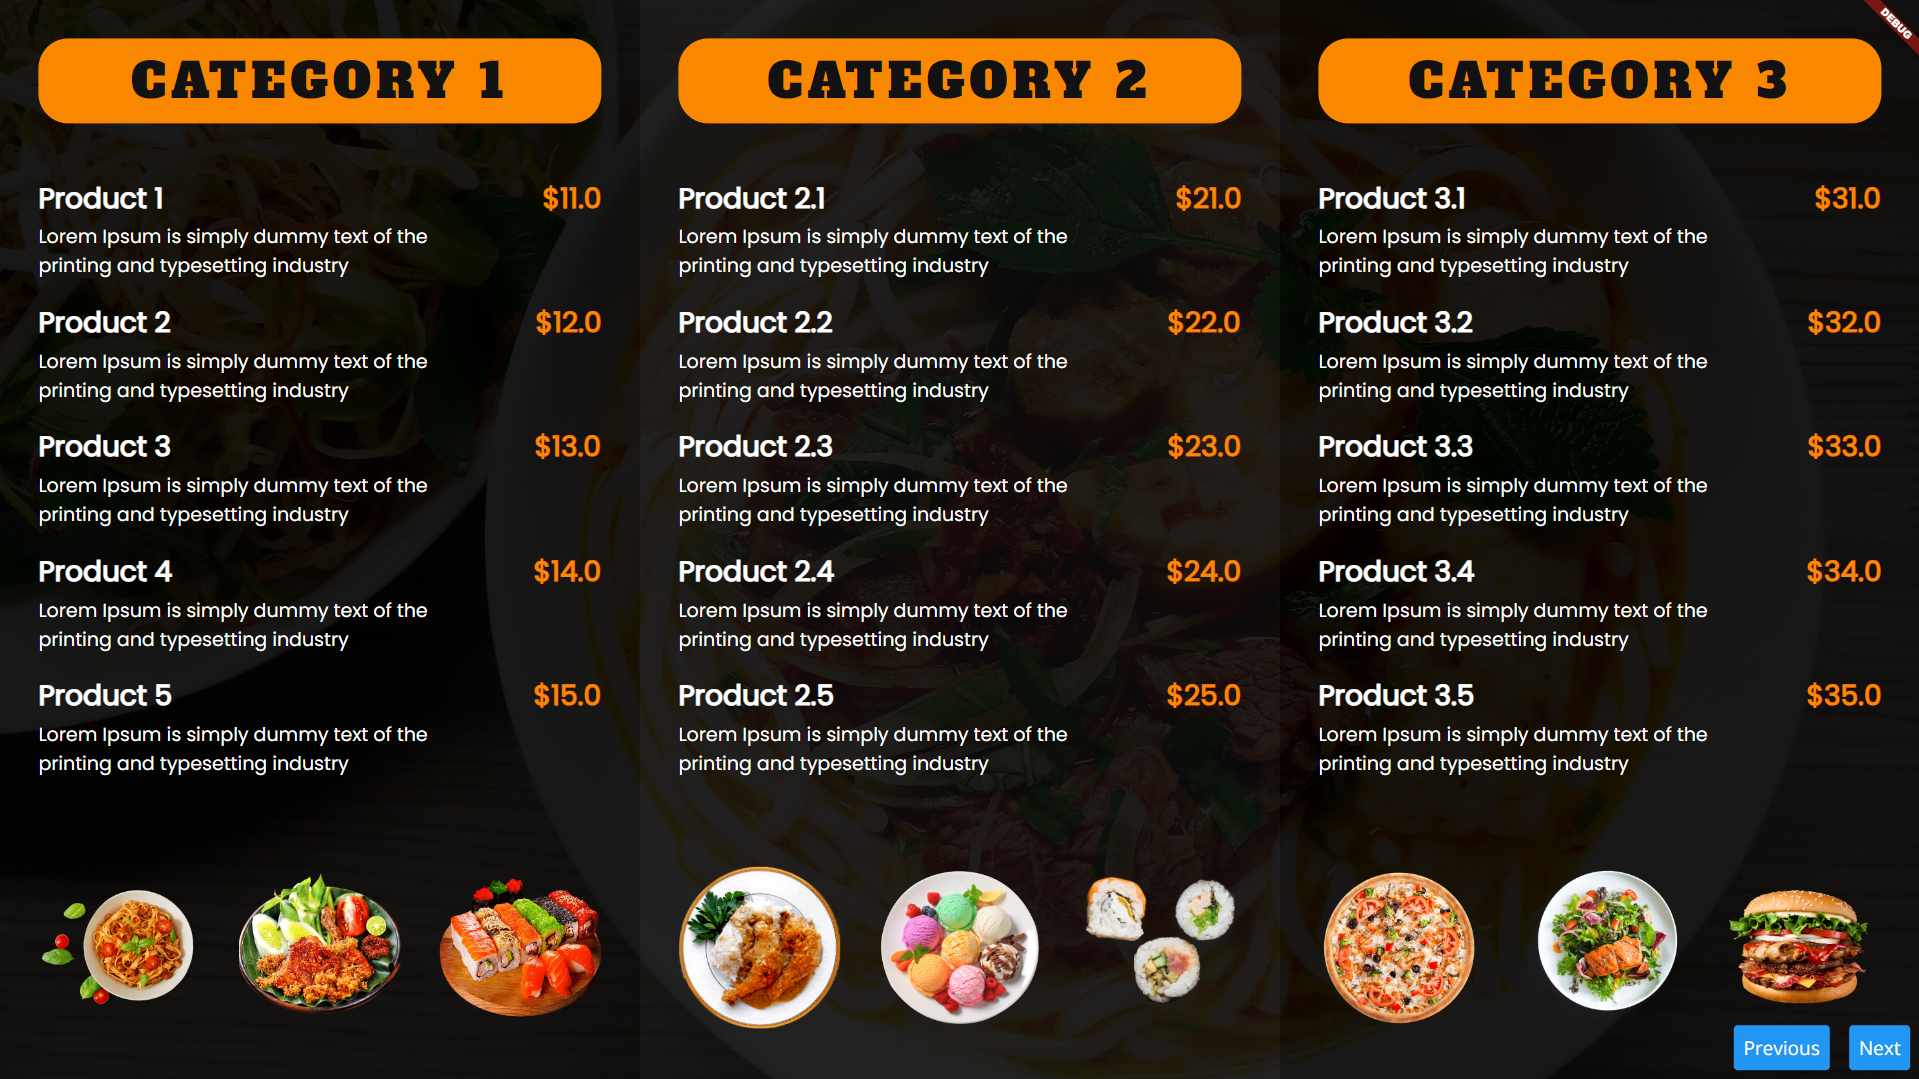 DEBUG
CATEGORY 1
Product 1 $11.0
Lorem Ipsum is simply dummy text of the
printing and typesetting industry
Product 2 $12.0
Lorem Ipsum is simply dummy text of the
printing and typesetting industry
Product 3 $13.0
Lorem Ipsum is simply dummy text of the
printing and typesetting industry
Product 4 $14.0
Lorem Ipsum is simply dummy text of the
printing and typesetting industry
Product 5 $15.0
Lorem Ipsum is simply dummy text of the
printing and typesetting industry
CATEGORY 2
Product 2.1 $21.0
Lorem Ipsum is simply dummy text of the
printing and typesetting industry
Product 2.2 $22.0
Lorem Ipsum is simply dummy text of the
printing and typesetting industry
Product 2.3 $23.0
Lorem Ipsum is simply dummy text of the
printing and typesetting industry
Product 2.4 $24.0
Lorem Ipsum is simply dummy text of the
printing and typesetting industry
Product 2.5 $25.0
Lorem Ipsum is simply dummy text of the
printing and typesetting industry
CATEGORY 3
Product 3.1 $31.0
Lorem Ipsum is simply dummy text of the
printing and typesetting industry
Product 3.2 $32.0
Lorem Ipsum is simply dummy text of the
printing and typesetting industry
Product 3.3 $33.0
Lorem Ipsum is simply dummy text of the
printing and typesetting industry
Product 3.4 $34.0
Lorem Ipsum is simply dummy text of the
printing and typesetting industry
Product 3.5 $35.0
Lorem Ipsum is simply dummy text of the
printing and typesetting industry
Previous Next